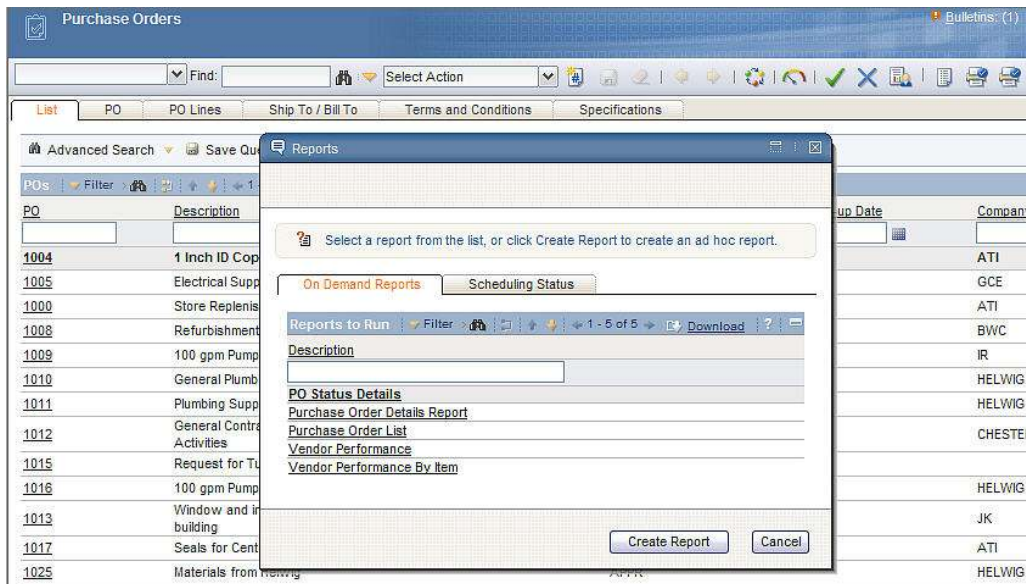 Purchase Orders
Bulletins: (1)
Find:
Select Action
List PO PO Lines Ship To / Bill To Terms and Conditions Specifications
Advanced Search Save Qu
Reports
POs Filter 1 -
PO Description up Date Compan
Select a report from the list, or click Create Report to create an ad hoc report.
On Demand Reports Scheduling Status
Reports to Run Filter 1 - 5 of 5 Download ?
Description
PO Status Details
Purchase Order Details Report
Purchase Order List
Vendor Performance
Vendor Performance By Item
Create Report Cancel
1004 1 Inch ID Cop ATI
1005 Electrical Supp GCE
1000 Store Replenis ATI
1008 Refurbishment BWC
1009 100 gpm Pump IR
1010 General Plumb HELWIG
1011 Plumbing Supp HELWIG
1012 General Contra
Activities CHESTE
1015 Request for Tu
1016 100 gpm Pump HELWIG
1013 Window and in
building JK
1017 Seals for Cent ATI
1025 Materials from Helwig APPR HELWIG